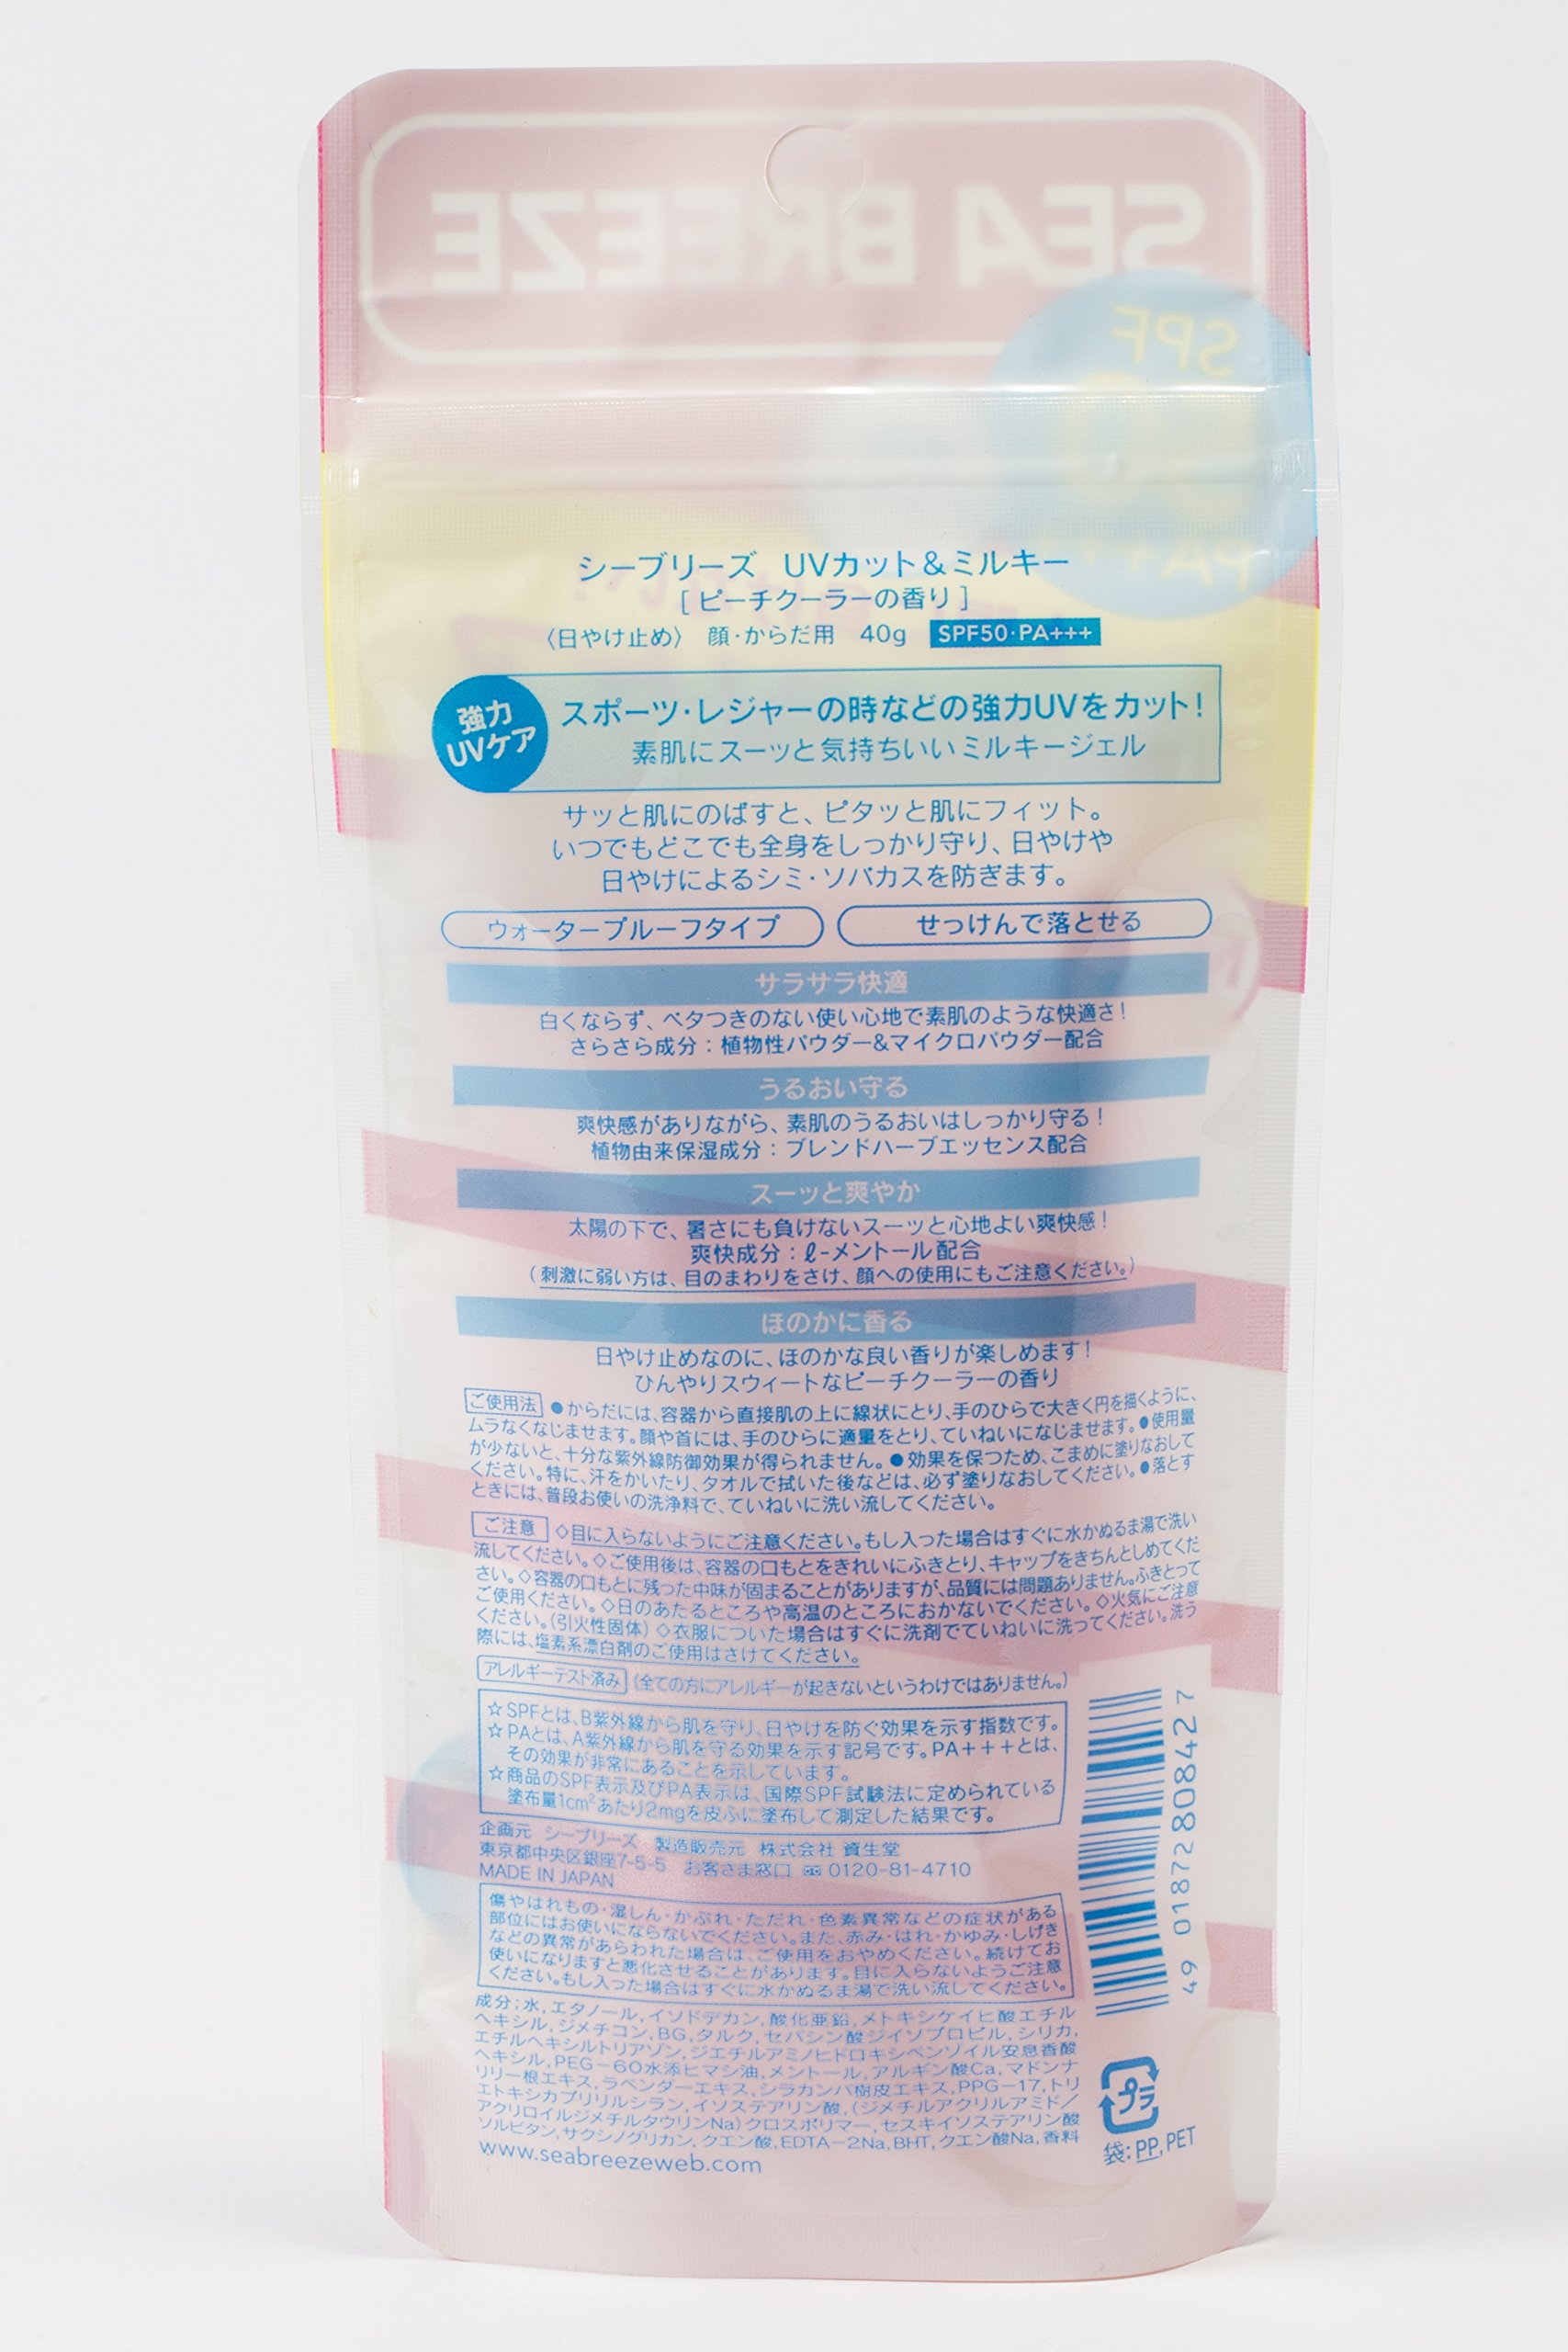 SEA BREEZE
SPF
PA
シーブリーズ UVカット&ミルキー
[ ピーチクーラーの香り ]
〈日やけ止め〉 顔・からだ用 40g SPF50・PA+++
強力
UVケア
スポーツ・レジャーの時などの強力UVをカット!
素肌にスーッと気持ちいいミルキージェル
サッと肌にのばすと、ピタッと肌にフィット。
いつでもどこでも全身をしっかり守り、日やけや
日やけによるシミ・ソバカスを防ぎます。
ウォータープルーフタイプ せっけんで落とせる
サラサラ快適
白くならず、ベタつきのない使い心地で素肌のような快適さ!
さらさら成分:植物性パウダー&マイクロパウダー配合
うるおい守る
爽快感がありながら、素肌のうるおいはしっかり守る!
植物由来保湿成分:ブレンドハーブエッセンス配合
スーッと爽やか
太陽の下で、暑さにも負けないスーッと心地よい爽快感!
爽快成分:ℓ-メントール配合
(刺激に弱い方は、目のまわりをさけ、顔への使用にもご注意ください。)
ほのかに香る
日やけ止めなのに、ほのかな良い香りが楽しめます!
ひんやりスウィートなピーチクーラーの香り
ご使用法 ●からだには、容器から直接肌の上に線状にとり、手のひらで大きく円を描くように、
ムラなくなじませます。顔や首には、手のひらに適量をとり、ていねいになじませます。●使用量
が少ないと、十分な紫外線防御効果が得られません。●効果を保つため、こまめに塗りなおして
ください。特に、汗をかいたり、タオルで拭いた後などは、必ず塗りなおしてください。●落とす
ときには、普段お使いの洗浄料で、ていねいに洗い流してください。
ご注意 ◇目に入らないようにご注意ください。もし入った場合はすぐに水かぬるま湯で洗い
流してください。◇ご使用後は、容器の口もとをきれいにふきとり、キャップをきちんとしめてくだ
さい。◇容器の口もとに残った中味が固まることがありますが、品質には問題ありません。ふきとって
ご使用ください。◇日のあたるところや高温のところにおかないでください。◇火気にご注意
ください。(引火性固体) ◇衣服についた場合はすぐに洗剤でていねいに洗ってください。洗う
際には、塩素系漂白剤のご使用はさけてください。
アレルギーテスト済み (全ての方にアレルギーが起きないというわけではありません。)
☆SPFとは、B紫外線から肌を守り、日やけを防ぐ効果を示す指数です。
☆PAとは、A紫外線から肌を守る効果を示す記号です。PA+++とは、
その効果が非常にあることを示しています。
☆商品のSPF表示及びPA表示は、国際SPF試験法に定められている
塗布量1cm²あたり2mgを皮ふに塗布して測定した結果です。
企画元 シーブリーズ 製造販売元 株式会社 資生堂
東京都中央区銀座7-5-5 お客さま窓口 0120-81-4710
MADE IN JAPAN
傷やはれもの・湿しん・かぶれ・ただれ・色素異常などの症状がある
部位にはお使いにならないでください。また、赤み・はれ・かゆみ・しげき
などの異常があらわれた場合は、ご使用をおやめください。続けてお
使いになりますと悪化させることがあります。目に入らないようご注意
ください。もし入った場合はすぐに水かぬるま湯で洗い流してください。
成分:水,エタノール,イソドデカン,酸化亜鉛,メトキシケイヒ酸エチル
ヘキシル,ジメチコン,BG,タルク,セバシン酸ジイソプロピル,シリカ,
エチルヘキシルトリアゾン,ジエチルアミノヒドロキシベンゾイル安息香酸
ヘキシル,PEG-60水添ヒマシ油,メントール,アルギン酸Ca,マドンナ
リリー根エキス,ラベンダーエキス,シラカンバ樹皮エキス,PPG-17,トリ
エトキシカプリリルシラン,イソステアリン酸,(ジメチルアクリルアミド/
アクリロイルジメチルタウリンNa)クロスポリマー,セスキイソステアリン酸
ソルビタン,サクシノグリカン,クエン酸,EDTA-2Na,BHT,クエン酸Na,香料
www.seabreezeweb.com
49 01872 808427
プラ
袋:PP,PET